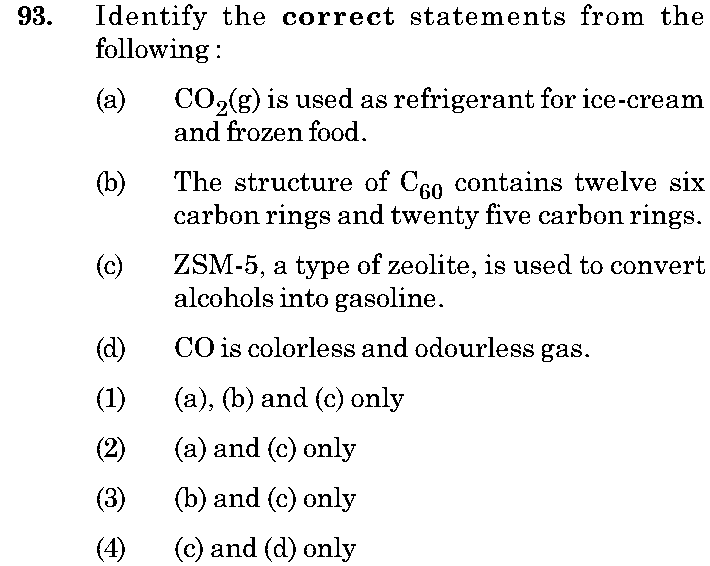 93. Identify the correct statements from the
following :
(a) CO₂(g) is used as refrigerant for ice-cream
and frozen food.
(b) The structure of C₆₀ contains twelve six
carbon rings and twenty five carbon rings.
(c) ZSM-5, a type of zeolite, is used to convert
alcohols into gasoline.
(d) CO is colorless and odourless gas.
(1) (a), (b) and (c) only
(2) (a) and (c) only
(3) (b) and (c) only
(4) (c) and (d) only